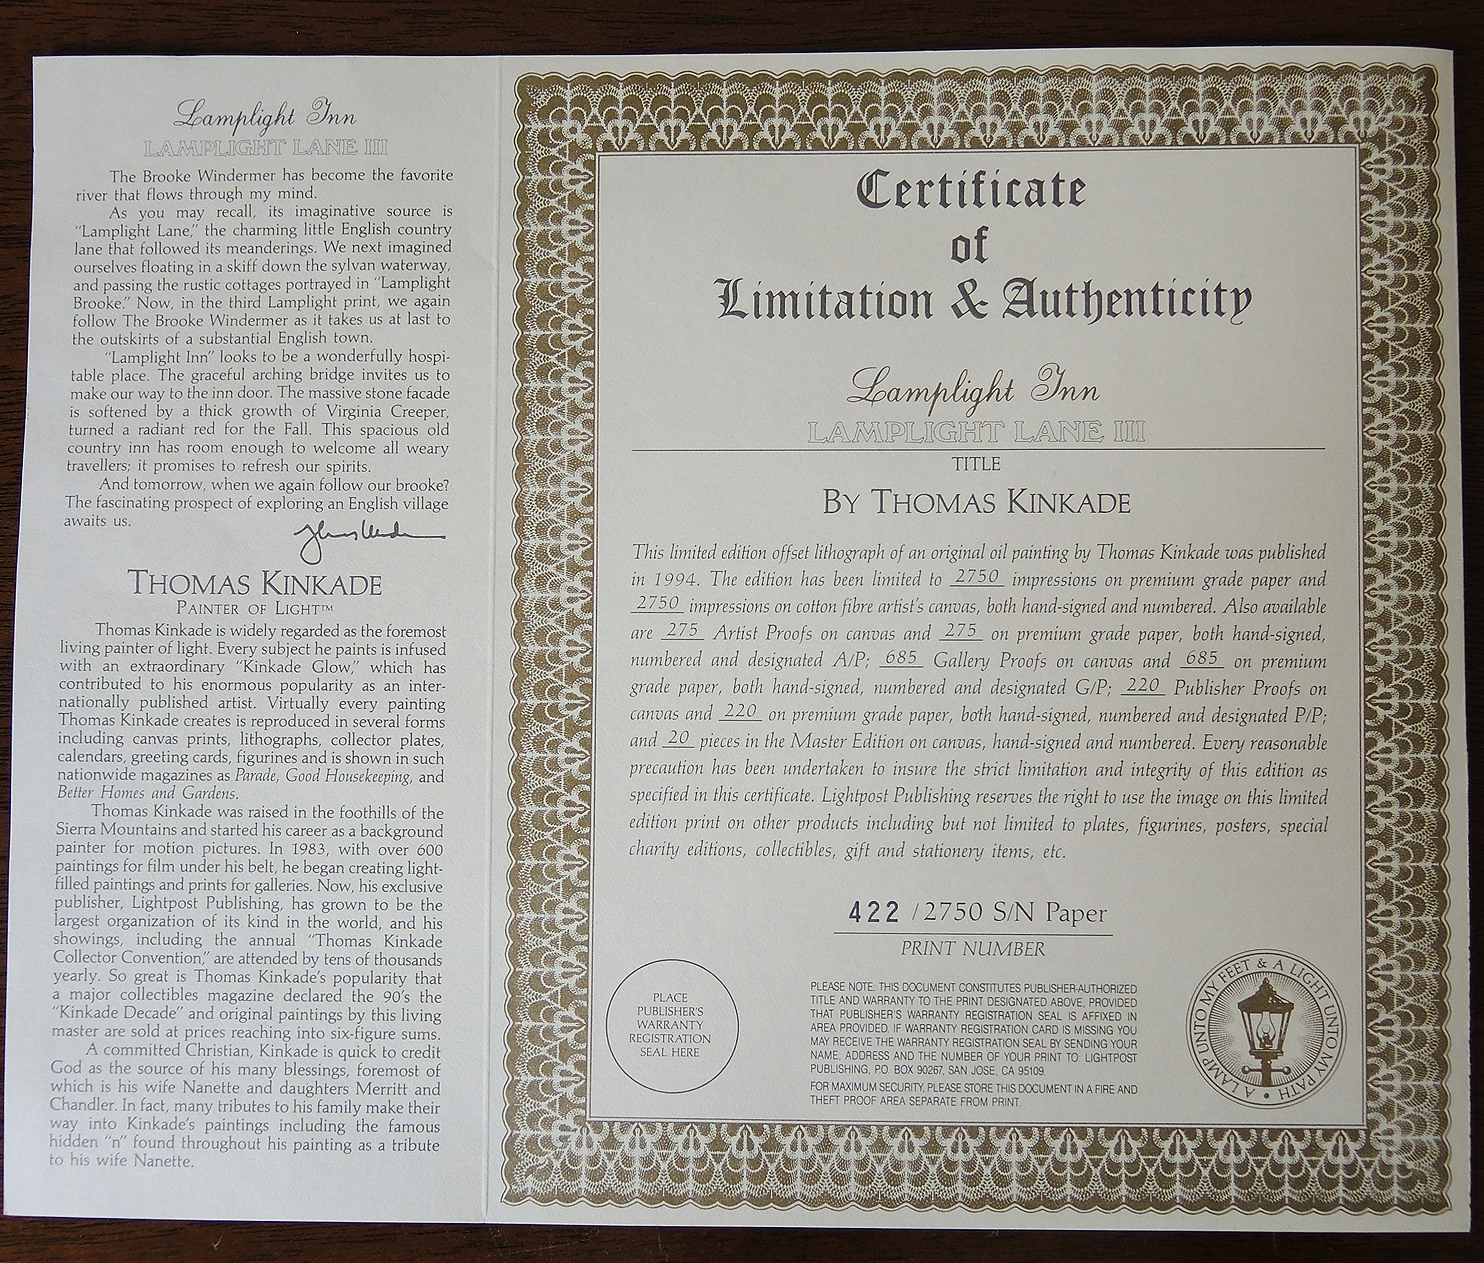 Lamplight Inn
LAMPLIGHT LANE III
The Brooke Windermer has become the favorite
river that flows through my mind.
As you may recall, its imaginative source is
“Lamplight Lane,” the charming little English country
lane that followed its meanderings. We next imagined
ourselves floating in a skiff down the sylvan waterway,
and passing the rustic cottages portrayed in “Lamplight
Brooke.” Now, in the third Lamplight print, we again
follow The Brooke Windermer as it takes us at last to
the outskirts of a substantial English town.
“Lamplight Inn” looks to be a wonderfully hospi-
table place. The graceful arching bridge invites us to
make our way to the inn door. The massive stone facade
is softened by a thick growth of Virginia Creeper,
turned a radiant red for the Fall. This spacious old
country inn has room enough to welcome all weary
travellers; it promises to refresh our spirits.
And tomorrow, when we again follow our brooke?
The fascinating prospect of exploring an English village
awaits us.
THOMAS KINKADE
PAINTER OF LIGHT™
Thomas Kinkade is widely regarded as the foremost
living painter of light. Every subject he paints is infused
with an extraordinary “Kinkade Glow,” which has
contributed to his enormous popularity as an inter-
nationally published artist. Virtually every painting
Thomas Kinkade creates is reproduced in several forms
including canvas prints, lithographs, collector plates,
calendars, greeting cards, figurines and is shown in such
nationwide magazines as Parade, Good Housekeeping, and
Better Homes and Gardens.
Thomas Kinkade was raised in the foothills of the
Sierra Mountains and started his career as a background
painter for motion pictures. In 1983, with over 600
paintings for film under his belt, he began creating light-
filled paintings and prints for galleries. Now, his exclusive
publisher, Lightpost Publishing, has grown to be the
largest organization of its kind in the world, and his
showings, including the annual “Thomas Kinkade
Collector Convention,” are attended by tens of thousands
yearly. So great is Thomas Kinkade's popularity that
a major collectibles magazine declared the 90's the
“Kinkade Decade” and original paintings by this living
master are sold at prices reaching into six-figure sums.
A committed Christian, Kinkade is quick to credit
God as the source of his many blessings, foremost of
which is his wife Nanette and daughters Merritt and
Chandler. In fact, many tributes to his family make their
way into Kinkade's paintings including the famous
hidden “n” found throughout his painting as a tribute
to his wife Nanette.
Certificate
of
Limitation & Authenticity
Lamplight Inn
LAMPLIGHT LANE III
TITLE
BY THOMAS KINKADE
This limited edition offset lithograph of an original oil painting by Thomas Kinkade was published
in 1994. The edition has been limited to 2750 impressions on premium grade paper and
2750 impressions on cotton fibre artist's canvas, both hand-signed and numbered. Also available
are 275 Artist Proofs on canvas and 275 on premium grade paper, both hand-signed,
numbered and designated A/P; 685 Gallery Proofs on canvas and 685 on premium
grade paper, both hand-signed, numbered and designated G/P; 220 Publisher Proofs on
canvas and 220 on premium grade paper, both hand-signed, numbered and designated P/P;
and 20 pieces in the Master Edition on canvas, hand-signed and numbered. Every reasonable
precaution has been undertaken to insure the strict limitation and integrity of this edition as
specified in this certificate. Lightpost Publishing reserves the right to use the image on this limited
edition print on other products including but not limited to plates, figurines, posters, special
charity editions, collectibles, gift and stationery items, etc.
422 /2750 S/N Paper
PRINT NUMBER
PLACE
PUBLISHER'S
WARRANTY
REGISTRATION
SEAL HERE
PLEASE NOTE: THIS DOCUMENT CONSTITUTES PUBLISHER-AUTHORIZED
TITLE AND WARRANTY TO THE PRINT DESIGNATED ABOVE, PROVIDED
THAT PUBLISHER'S WARRANTY REGISTRATION SEAL IS AFFIXED IN
AREA PROVIDED. IF WARRANTY REGISTRATION CARD IS MISSING YOU
MAY RECEIVE THE WARRANTY REGISTRATION SEAL BY SENDING YOUR
NAME, ADDRESS AND THE NUMBER OF YOUR PRINT TO: LIGHTPOST
PUBLISHING, P.O. BOX 90267, SAN JOSE, CA 95109.
FOR MAXIMUM SECURITY, PLEASE STORE THIS DOCUMENT IN A FIRE AND
THEFT PROOF AREA SEPARATE FROM PRINT.
A LAMP UNTO MY FEET & A LIGHT UNTO MY PATH •